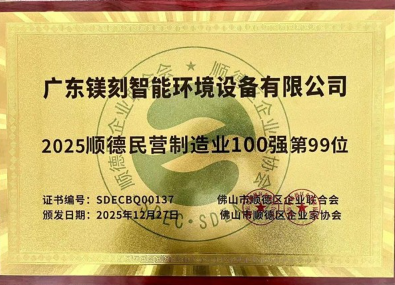 广东镁刻智能环境设备有限公司
2025顺德民营制造业100强第99位
证书编号：SDECBQ00137
佛山市顺德区企业联合会
颁发日期：2025年12月27日
佛山市顺德区企业家协会